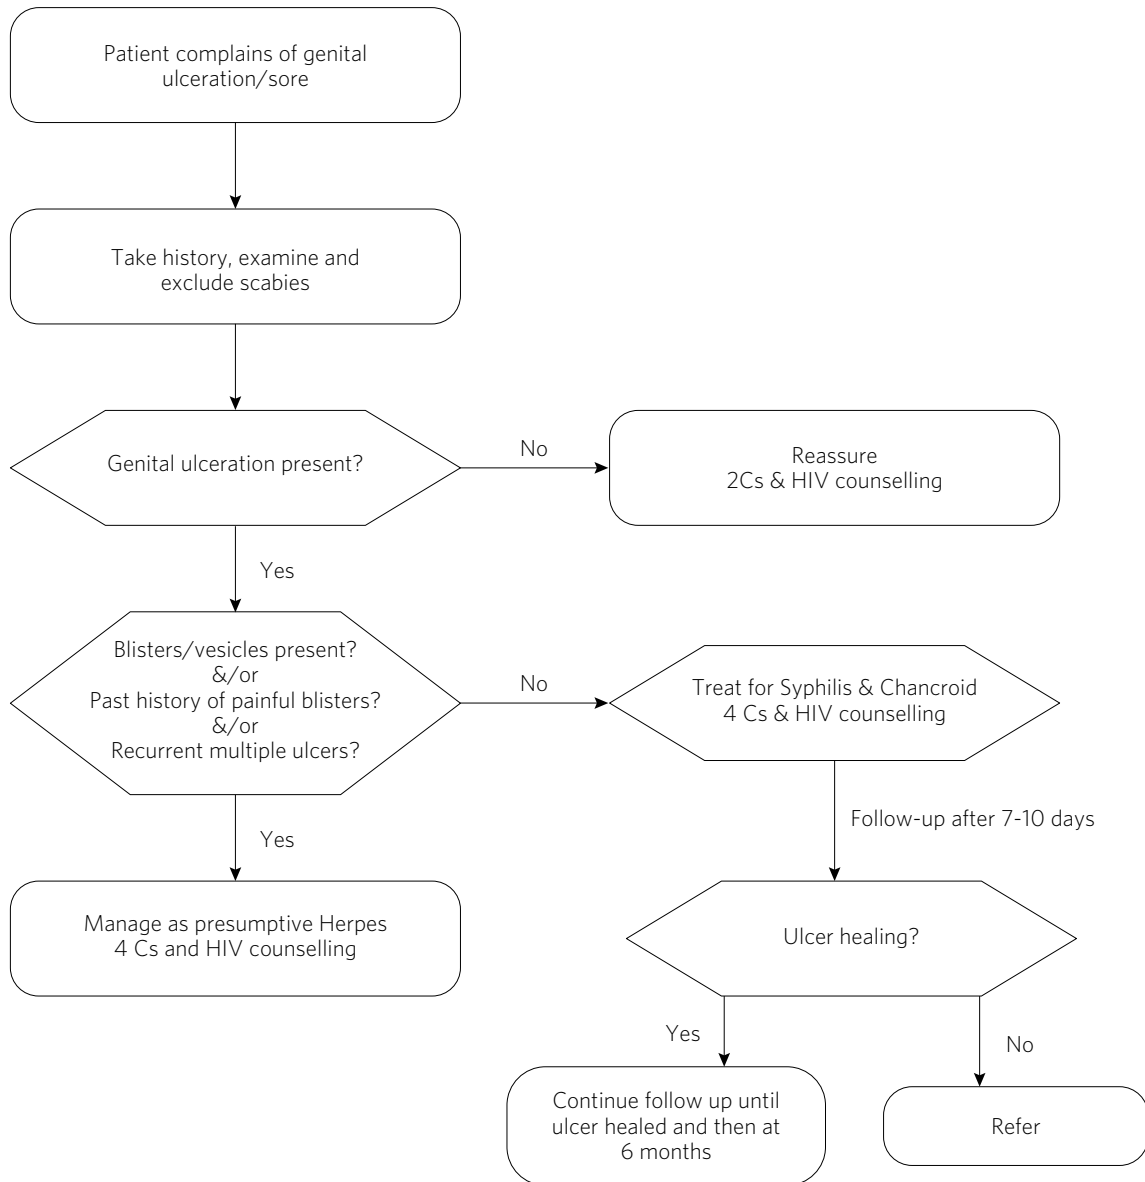 Patient complains of genital
ulceration/sore
Take history, examine and
exclude scabies
Genital ulceration present?
No
Reassure
2Cs & HIV counselling
Yes
Blisters/vesicles present?
&/or
Past history of painful blisters?
&/or
Recurrent multiple ulcers?
No
Treat for Syphilis & Chancroid
4 Cs & HIV counselling
Yes
Follow-up after 7-10 days
Manage as presumptive Herpes
4 Cs and HIV counselling
Ulcer healing?
Yes
No
Continue follow up until
ulcer healed and then at
6 months
Refer